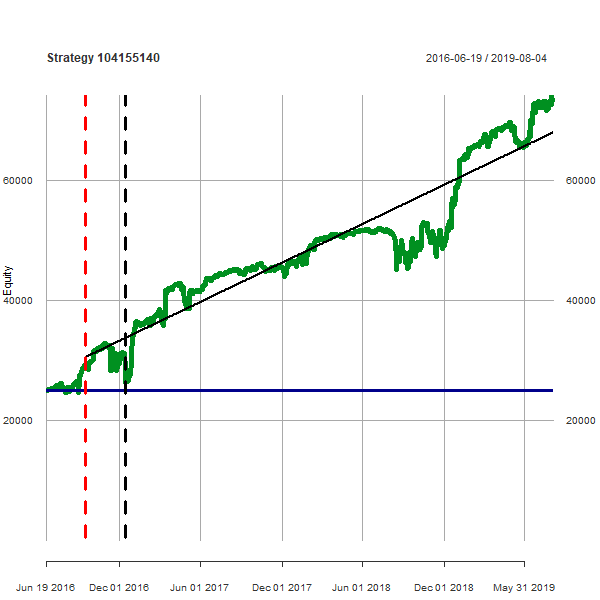 Strategy 104155140
2016-06-19 / 2019-08-04
60000
60000
Equity
40000
40000
20000
20000
Jun 19 2016
Dec 01 2016
Jun 01 2017
Dec 01 2017
Jun 01 2018
Dec 01 2018
May 31 2019